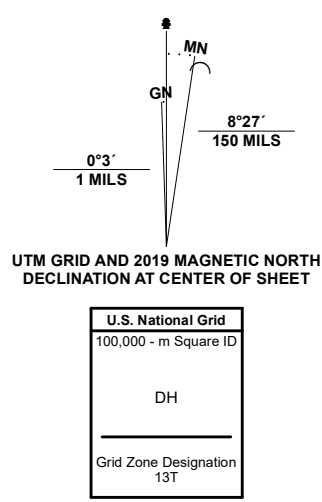 MN
GN
8°27´
150 MILS
0°3´
1 MILS
UTM GRID AND 2019 MAGNETIC NORTH
DECLINATION AT CENTER OF SHEET
U.S. National Grid
100,000 - m Square ID
DH
Grid Zone Designation
13T